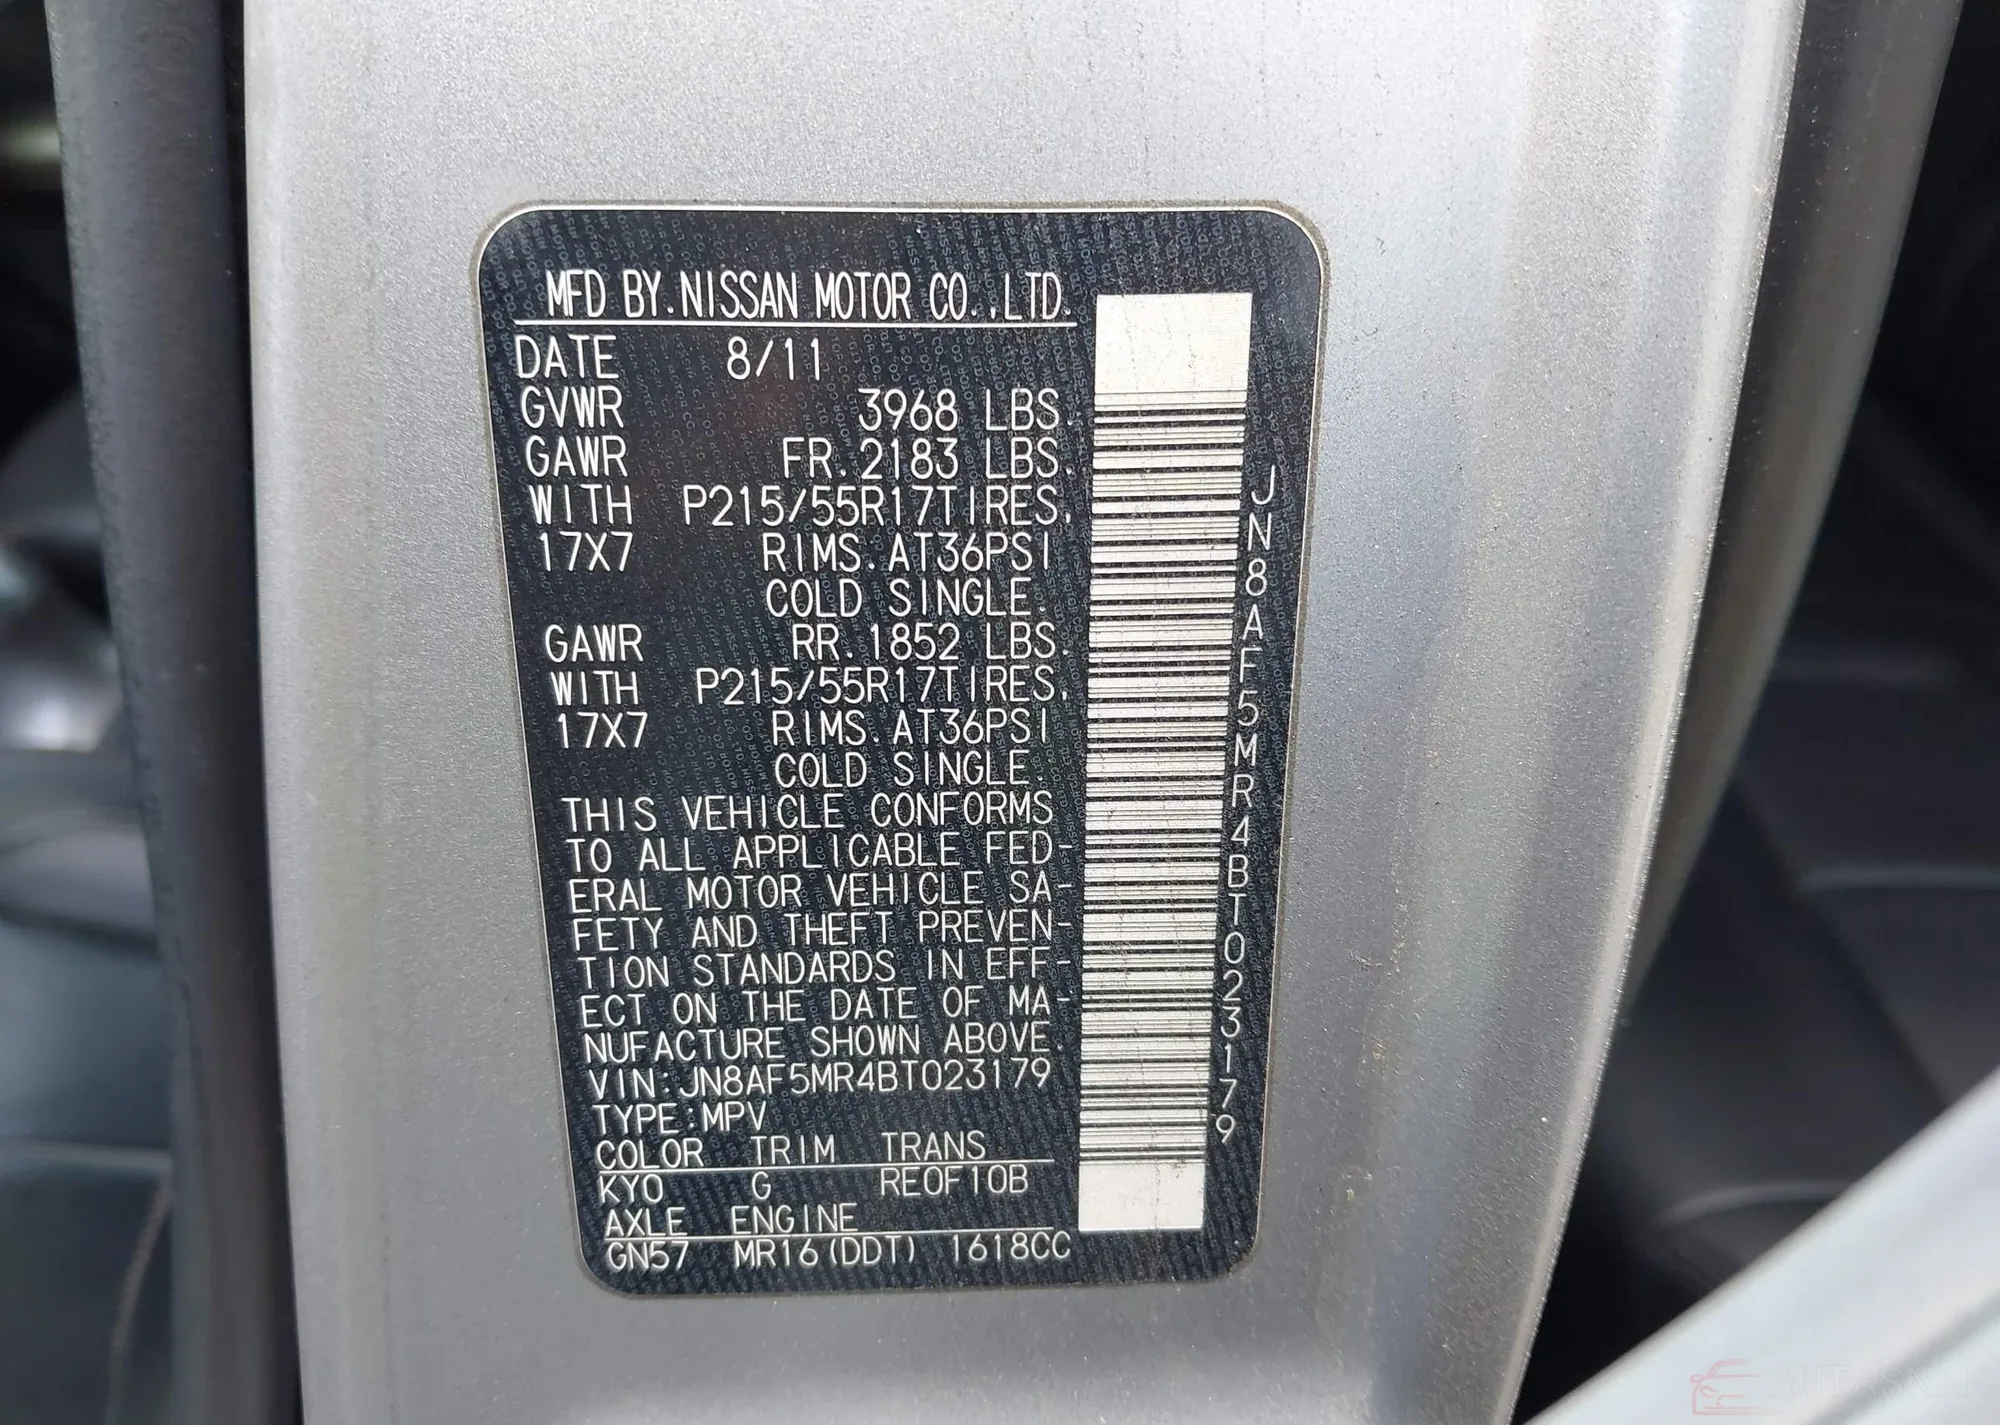 MFD BY.NISSAN MOTOR CO.,LTD.
DATE 8/11
GVWR 3968 LBS.
GAWR FR.2183 LBS.
WITH P215/55R17TIRES,
17X7 RIMS.AT36PSI
COLD SINGLE.
GAWR RR.1852 LBS.
WITH P215/55R17TIRES,
17X7 RIMS.AT36PSI
COLD SINGLE.
THIS VEHICLE CONFORMS
TO ALL APPLICABLE FED-
ERAL MOTOR VEHICLE SA-
FETY AND THEFT PREVEN-
TION STANDARDS IN EFF-
ECT ON THE DATE OF MA-
NUFACTURE SHOWN ABOVE.
VIN:JN8AF5MR4BT023179
TYPE:MPV
COLOR TRIM TRANS
KY0 G RE0F10B
AXLE ENGINE
GN57 MR16(DDT) 1618CC
JN8AF5MR4BT023179